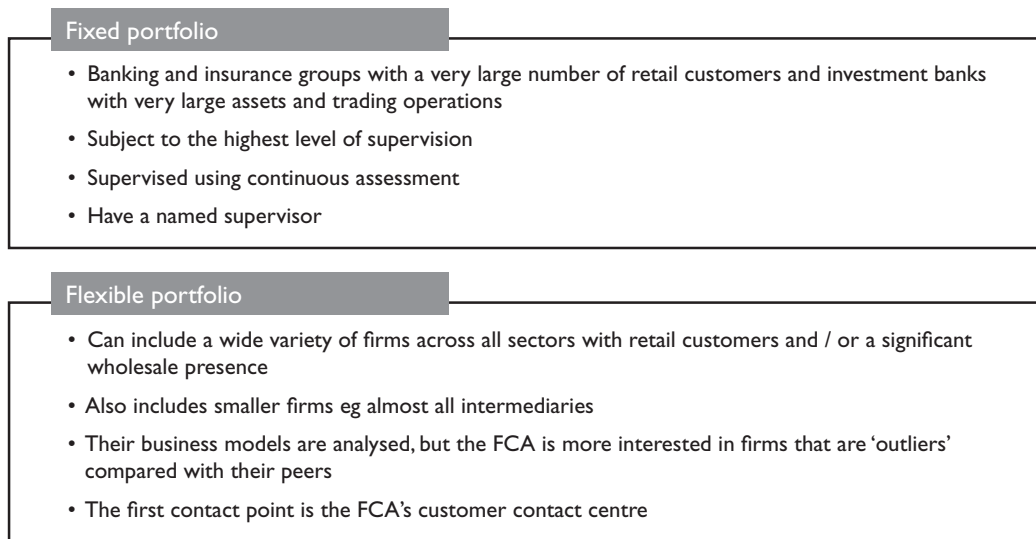 Fixed portfolio
• Banking and insurance groups with a very large number of retail customers and investment banks
with very large assets and trading operations
• Subject to the highest level of supervision
• Supervised using continuous assessment
• Have a named supervisor
Flexible portfolio
• Can include a wide variety of firms across all sectors with retail customers and / or a significant
wholesale presence
• Also includes smaller firms eg almost all intermediaries
• Their business models are analysed, but the FCA is more interested in firms that are ‘outliers’
compared with their peers
• The first contact point is the FCA’s customer contact centre